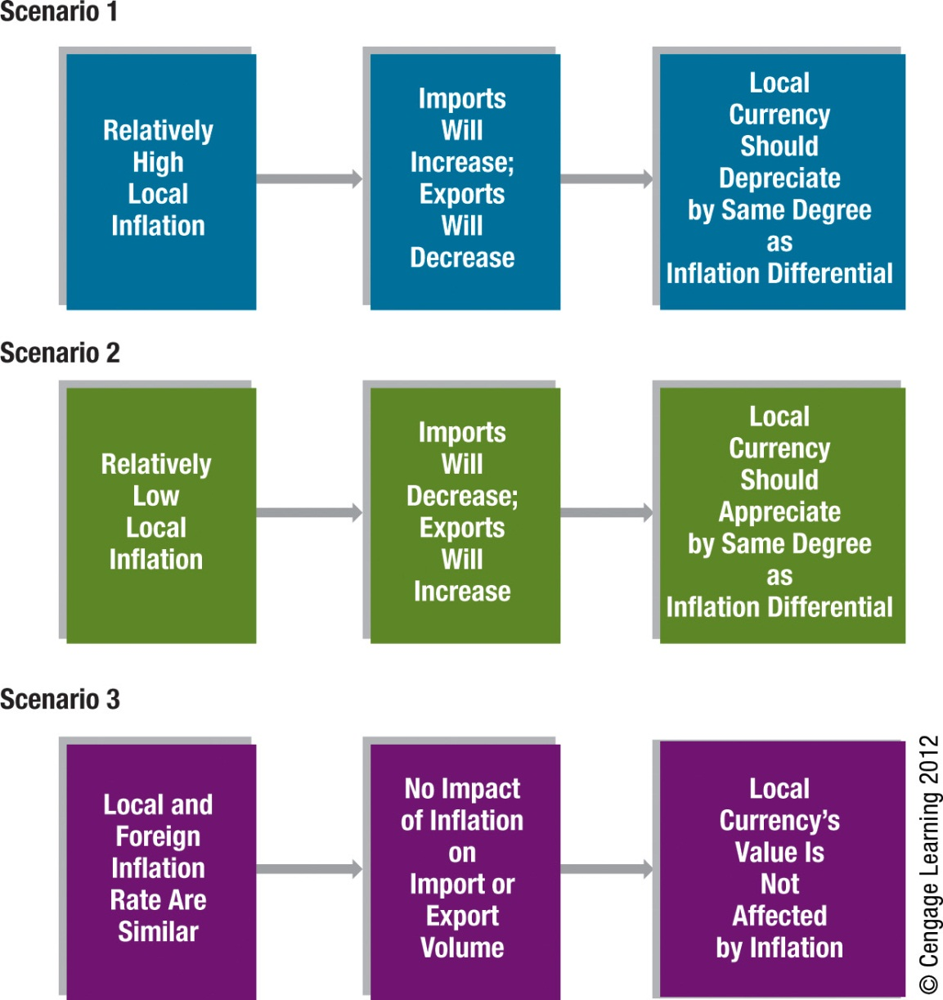 Scenario 1
Relatively
High
Local
Inflation
Imports
Will
Increase;
Exports
Will
Decrease
Local
Currency
Should
Depreciate
by Same Degree
as
Inflation Differential
Scenario 2
Relatively
Low
Local
Inflation
Imports
Will
Decrease;
Exports
Will
Increase
Local
Currency
Should
Appreciate
by Same Degree
as
Inflation Differential
Scenario 3
Local and
Foreign
Inflation
Rate Are
Similar
No Impact
of Inflation
on
Import or
Export
Volume
Local
Currency’s
Value Is
Not
Affected
by Inflation
© Cengage Learning 2012